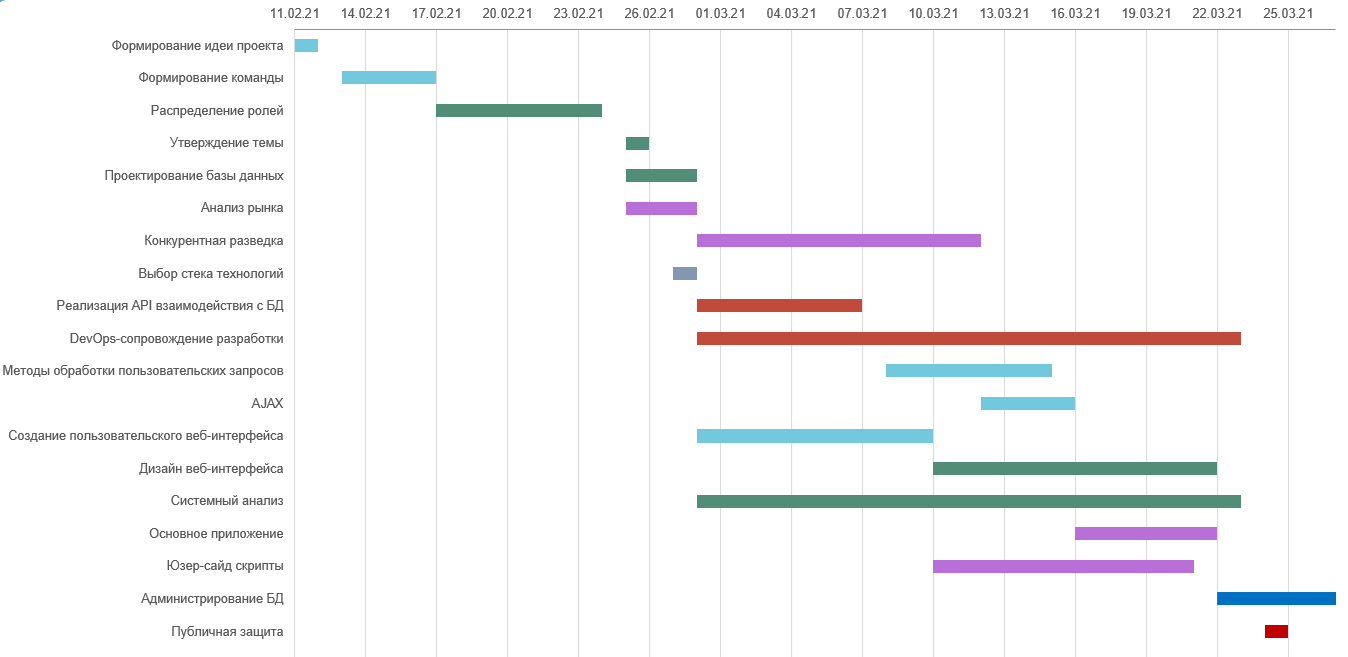 11.02.21 14.02.21 17.02.21 20.02.21 23.02.21 26.02.21 01.03.21 04.03.21 07.03.21 10.03.21 13.03.21 16.03.21 19.03.21 22.03.21 25.03.21
Формирование идеи проекта
Формирование команды
Распределение ролей
Утверждение темы
Проектирование базы данных
Анализ рынка
Конкурентная разведка
Выбор стека технологий
Реализация API взаимодействия с БД
DevOps-сопровождение разработки
Методы обработки пользовательских запросов
AJAX
Создание пользовательского веб-интерфейса
Дизайн веб-интерфейса
Системный анализ
Основное приложение
Юзер-сайд скрипты
Администрирование БД
Публичная защита